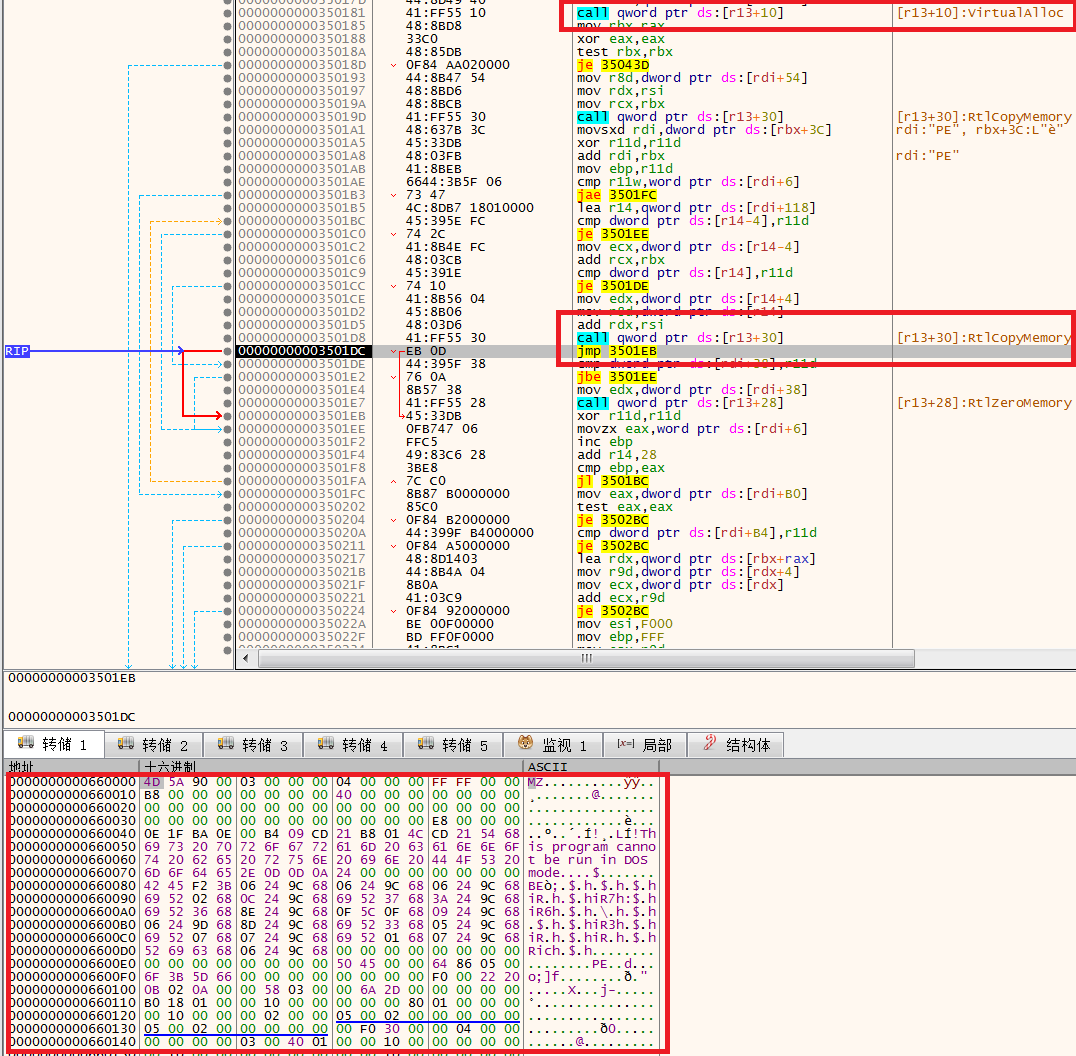 0000000000350181 41:FF55 10 call qword ptr ds:[r13+10] [r13+10]:VirtualAlloc
0000000000350185 48:8BD8 mov rbx,rax
0000000000350188 33C0 xor eax,eax
000000000035018A 48:85DB test rbx,rbx
000000000035018D 0F84 AA020000 je 35043D
0000000000350193 44:8B47 54 mov r8d,dword ptr ds:[rdi+54]
0000000000350197 48:8BD6 mov rdx,rsi
000000000035019A 48:8BCB mov rcx,rbx
000000000035019D 41:FF55 30 call qword ptr ds:[r13+30] [r13+30]:RtlCopyMemory
00000000003501A1 48:637B 3C movsxd rdi,dword ptr ds:[rbx+3C] rdi:"PE", rbx+3C:L"è"
00000000003501A5 45:33DB xor r11d,r11d
00000000003501A8 48:03FB add rdi,rbx rdi:"PE"
00000000003501AB 41:8BEB mov ebp,r11d
00000000003501AE 6644:3B5F 06 cmp r11w,word ptr ds:[rdi+6]
00000000003501B3 73 47 jae 3501FC
00000000003501B5 4C:8DB7 18010000 lea r14,qword ptr ds:[rdi+118]
00000000003501BC 45:395E FC cmp dword ptr ds:[r14-4],r11d
00000000003501C0 74 2C je 3501EE
00000000003501C2 41:8B4E FC mov ecx,dword ptr ds:[r14-4]
00000000003501C6 48:03CB add rcx,rbx
00000000003501C9 45:391E cmp dword ptr ds:[r14],r11d
00000000003501CC 74 10 je 3501DE
00000000003501CE 41:8B56 04 mov edx,dword ptr ds:[r14+4]
00000000003501D2 45:8B06 mov r8d,dword ptr ds:[r14]
00000000003501D5 48:03D6 add rdx,rsi
00000000003501D8 41:FF55 30 call qword ptr ds:[r13+30] [r13+30]:RtlCopyMemory
RIP 00000000003501DC EB 0D jmp 3501EB
00000000003501DE 44:395F 38 cmp dword ptr ds:[rdi+38],r11d
00000000003501E2 76 0A jbe 3501EE
00000000003501E4 8B57 38 mov edx,dword ptr ds:[rdi+38]
00000000003501E7 41:FF55 28 call qword ptr ds:[r13+28] [r13+28]:RtlZeroMemory
00000000003501EB 45:33DB xor r11d,r11d
00000000003501EE 0FB747 06 movzx eax,word ptr ds:[rdi+6]
00000000003501F2 FFC5 inc ebp
00000000003501F4 49:83C6 28 add r14,28
00000000003501F8 3BE8 cmp ebp,eax
00000000003501FA 7C C0 jl 3501BC
00000000003501FC 8B87 B0000000 mov eax,dword ptr ds:[rdi+B0]
0000000000350202 85C0 test eax,eax
0000000000350204 0F84 B2000000 je 3502BC
000000000035020A 44:399F B4000000 cmp dword ptr ds:[rdi+B4],r11d
0000000000350211 0F84 A5000000 je 3502BC
0000000000350217 48:8D1403 lea rdx,qword ptr ds:[rbx+rax]
000000000035021B 44:8B4A 04 mov r9d,dword ptr ds:[rdx+4]
000000000035021F 8B0A mov ecx,dword ptr ds:[rdx]
0000000000350221 41:03C9 add ecx,r9d
0000000000350224 0F84 92000000 je 3502BC
000000000035022A BE 00F00000 mov esi,F000
000000000035022F BD FF0F0000 mov ebp,FFF
00000000003501EB
00000000003501DC
转储 1 转储 2 转储 3 转储 4 转储 5 监视 1 [x=] 局部 结构体
地址 十六进制 ASCII
0000000000660000 4D 5A 90 00 03 00 00 00 04 00 00 00 FF FF 00 00 MZ..........ÿÿ..
0000000000660010 B8 00 00 00 00 00 00 00 40 00 00 00 00 00 00 00 ¸.......@.......
0000000000660020 00 00 00 00 00 00 00 00 00 00 00 00 00 00 00 00 ................
0000000000660030 00 00 00 00 00 00 00 00 00 00 00 00 E8 00 00 00 ............è...
0000000000660040 0E 1F BA 0E 00 B4 09 CD 21 B8 01 4C CD 21 54 68 ..º..´.Í!¸.LÍ!Th
0000000000660050 69 73 20 70 72 6F 67 72 61 6D 20 63 61 6E 6E 6F is program canno
0000000000660060 74 20 62 65 20 72 75 6E 20 69 6E 20 44 4F 53 20 t be run in DOS
0000000000660070 6D 6F 64 65 2E 0D 0D 0A 24 00 00 00 00 00 00 00 mode....$.......
0000000000660080 42 45 F2 3B 06 24 9C 68 06 24 9C 68 06 24 9C 68 BEò;.$.h.$.h.$.h
0000000000660090 69 52 02 68 0C 24 9C 68 69 52 37 68 3A 24 9C 68 iR.h.$.hiR7h:$.h
00000000006600A0 69 52 36 68 8E 24 9C 68 0F 5C 0F 68 09 24 9C 68 iR6h.$.h.\.h.$.h
00000000006600B0 06 24 9D 68 8D 24 9C 68 69 52 33 68 05 24 9C 68 .$.h.$.hiR3h.$.h
00000000006600C0 69 52 07 68 07 24 9C 68 69 52 01 68 07 24 9C 68 iR.h.$.hiR.h.$.h
00000000006600D0 52 69 63 68 06 24 9C 68 00 00 00 00 00 00 00 00 Rich.$.h........
00000000006600E0 00 00 00 00 00 00 00 00 50 45 00 00 64 86 05 00 ........PE..d...
00000000006600F0 6F 3B 5D 66 00 00 00 00 00 00 00 00 F0 00 22 20 o;]f........ð."
0000000000660100 0B 02 0A 00 00 58 03 00 00 6A 2D 00 00 00 00 00 .....X...j-.....
0000000000660110 B0 18 01 00 00 10 00 00 00 00 00 80 01 00 00 00 °...............
0000000000660120 00 10 00 00 00 02 00 00 05 00 02 00 00 00 00 00 ................
0000000000660130 05 00 02 00 00 00 00 00 00 F0 30 00 00 04 00 00 .........ð0.....
0000000000660140 00 00 00 00 03 00 40 01 00 00 10 00 00 00 00 00 ......@.........